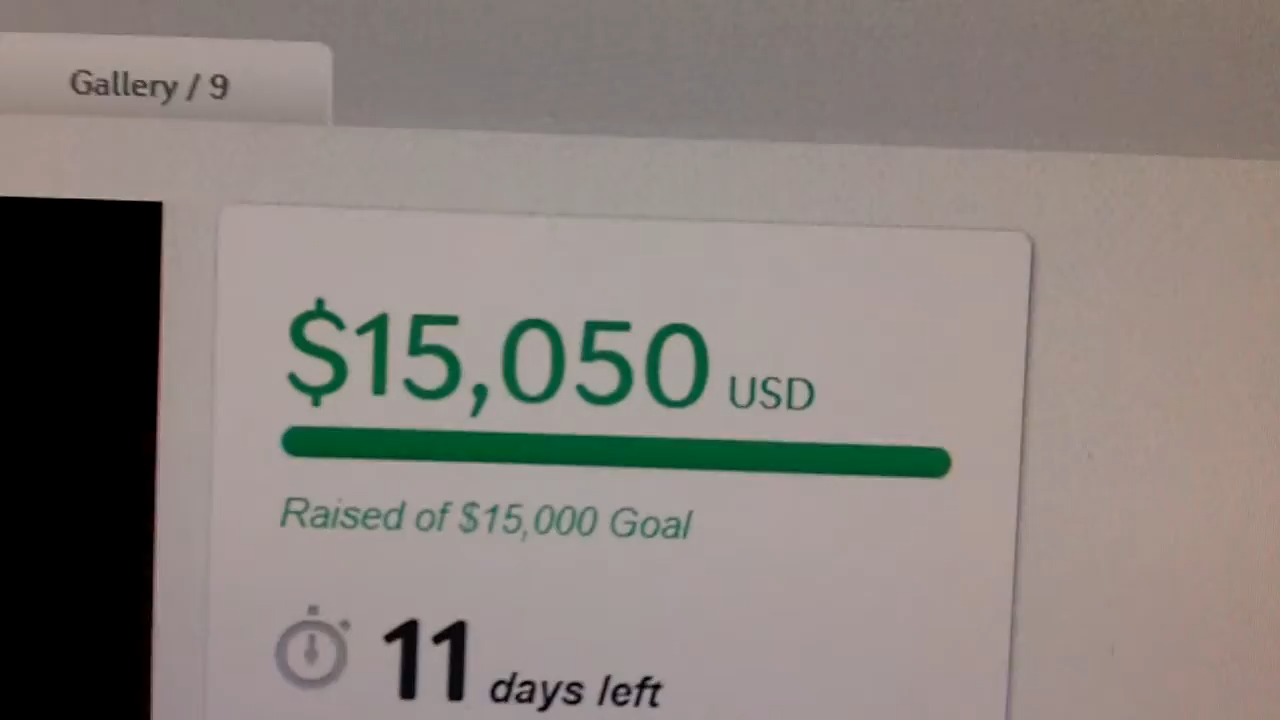 Gallery / 9
$15,050 USD
Raised of $15,000 Goal
11 days left